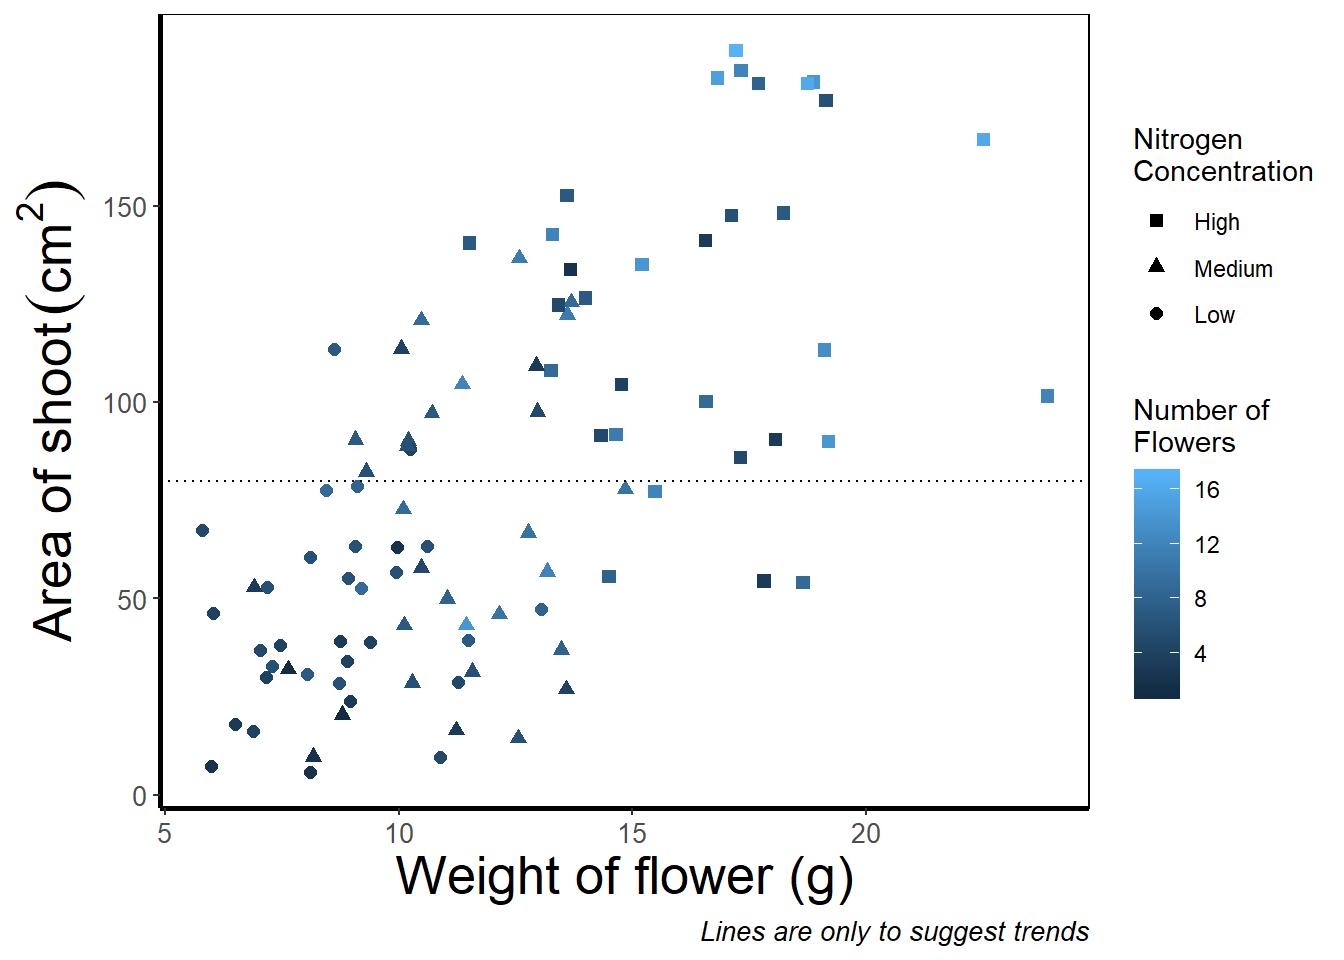 Area of shoot(cm²)
150
100
50
0
5 10 15 20
Weight of flower (g)
Lines are only to suggest trends
Nitrogen
Concentration
High
Medium
Low
Number of
Flowers
16
12
8
4